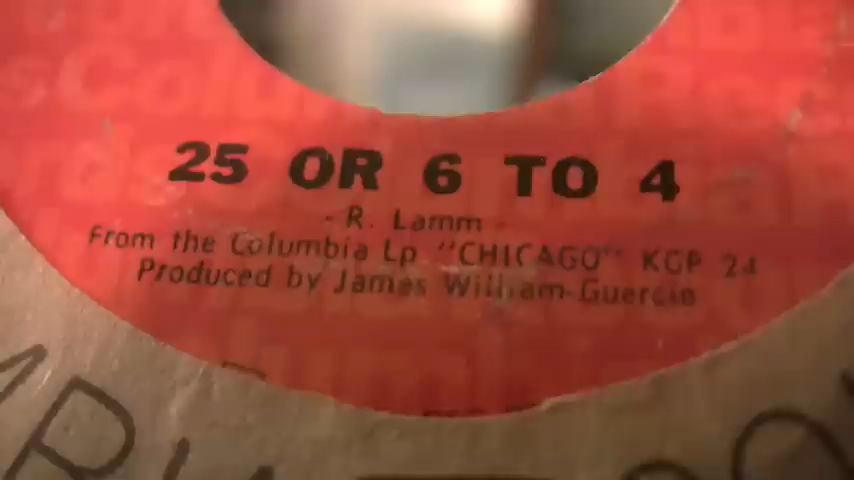 25 OR 6 TO 4
- R. Lamm -
From the Columbia Lp "CHICAGO" KGP 24
Produced by James William Guercio